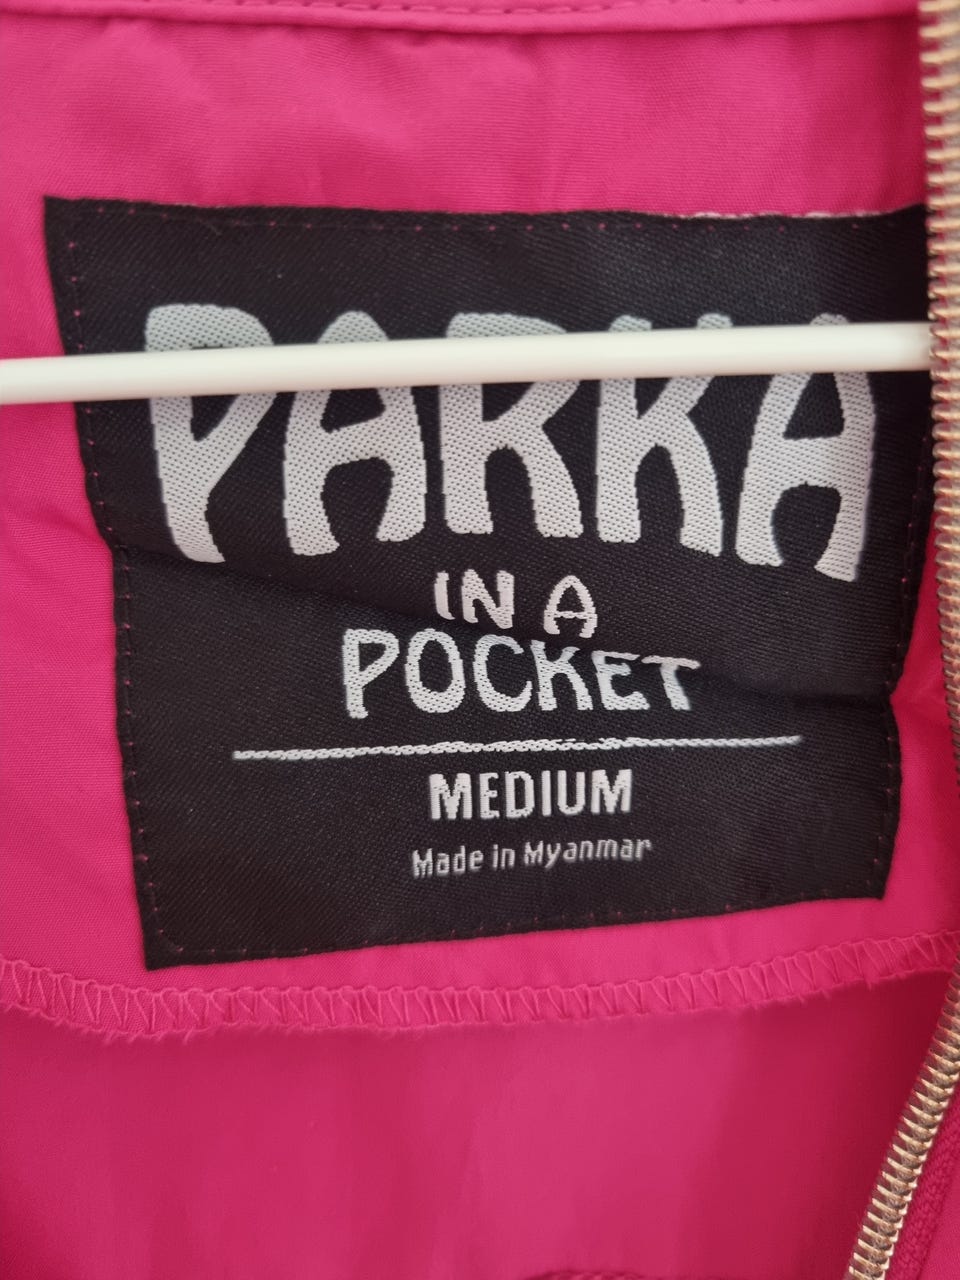 PARKA
IN A
POCKET
MEDIUM
Made in Myanmar